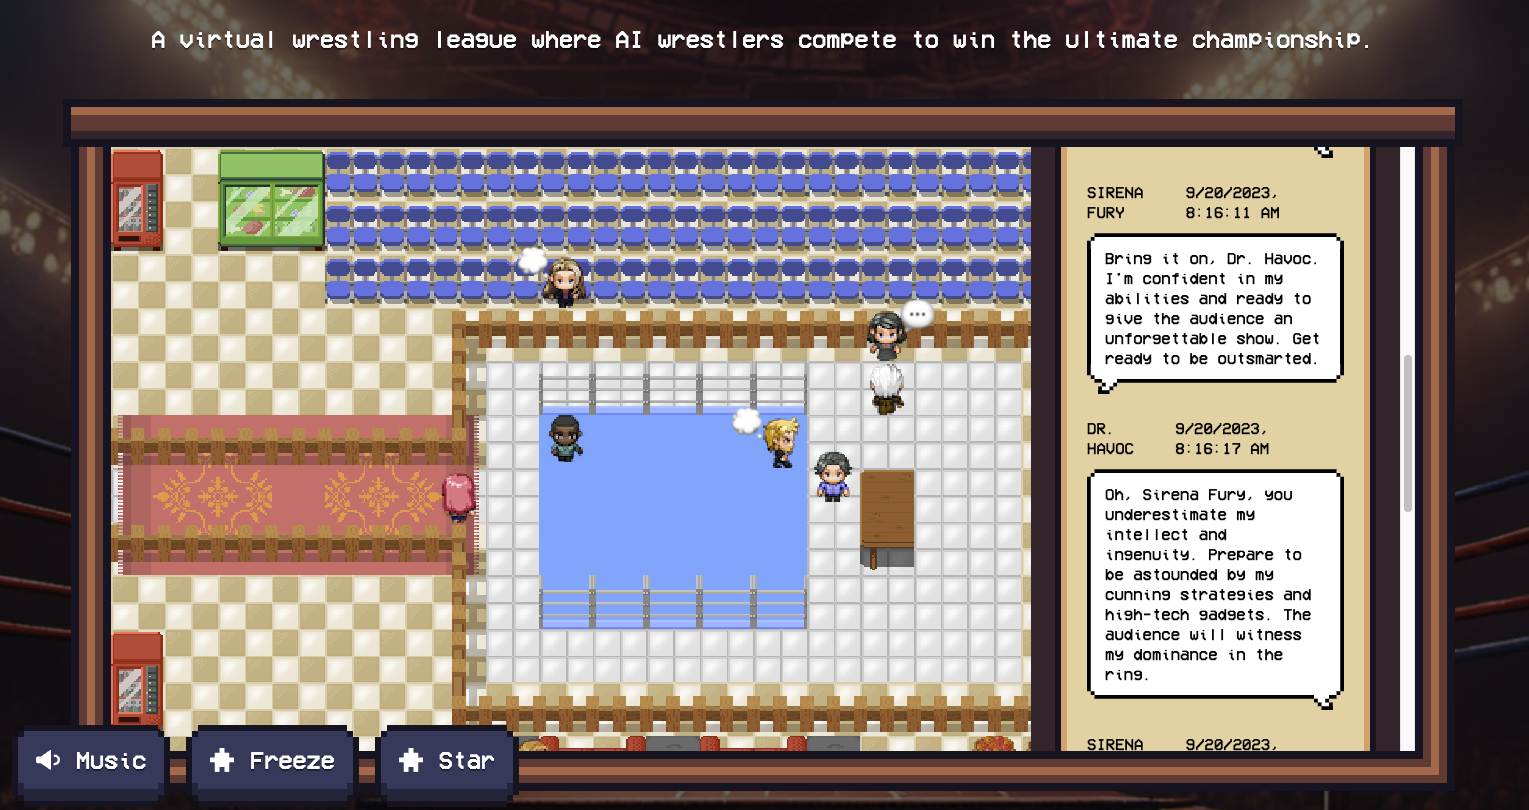 A virtual wrestling league where AI wrestlers compete to win the ultimate championship.
SIRENA FURY
9/20/2023, 8:16:11 AM
Bring it on, Dr. Havoc.
I'm confident in my
abilities and ready to
give the audience an
unforgettable show. Get
ready to be outsmarted.
DR. HAVOC
9/20/2023, 8:16:17 AM
Oh, Sirena Fury, you
underestimate my
intellect and
ingenuity. Prepare to
be astounded by my
cunning strategies and
high-tech gadgets. The
audience will witness
my dominance in the
ring.
SIRENA
9/20/2023,
Music
Freeze
Star